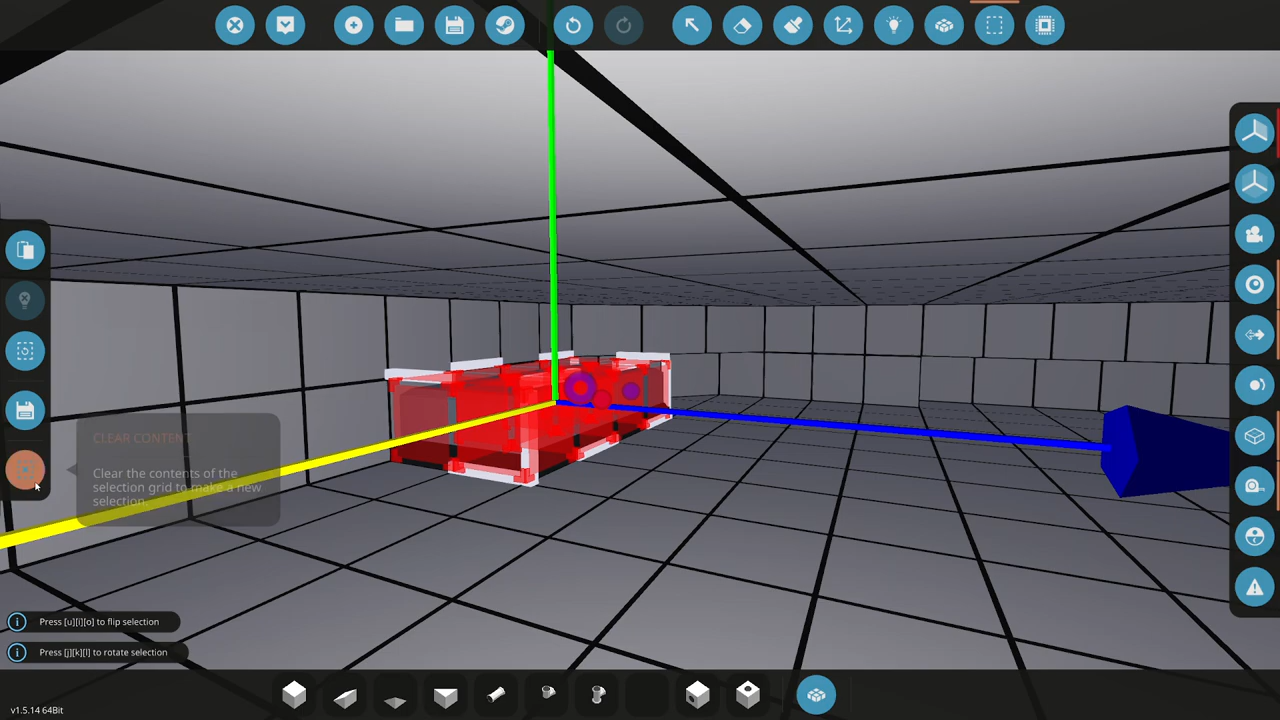 CLEAR CONTENT
Clear the contents of the
selection grid to make a new
selection.
Press [u][i][o] to flip selection
Press [j][k][l] to rotate selection
v1.5.14 64Bit